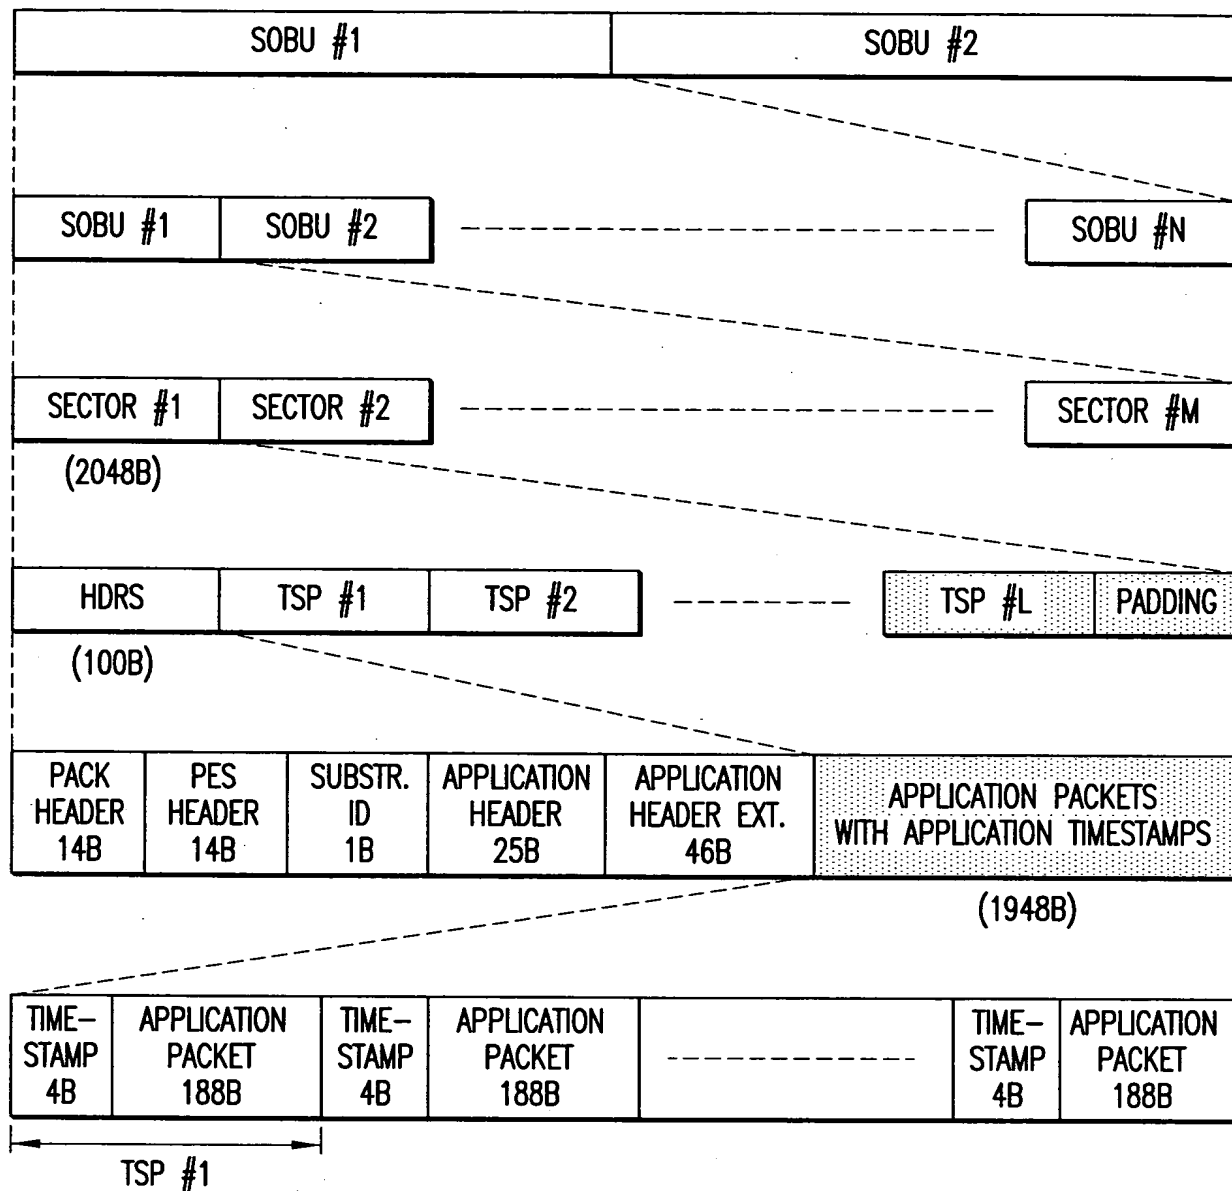 SOBU #1 SOBU #2
SOBU #1 SOBU #2 SOBU #N
SECTOR #1 SECTOR #2 SECTOR #M
(2048B)
HDRS TSP #1 TSP #2 TSP #L PADDING
(100B)
PACK
HEADER
14B
PES
HEADER
14B
SUBSTR.
ID
1B
APPLICATION
HEADER
25B
APPLICATION
HEADER EXT.
46B
APPLICATION PACKETS
WITH APPLICATION TIMESTAMPS
(1948B)
TIME-
STAMP
4B
APPLICATION
PACKET
188B
TIME-
STAMP
4B
APPLICATION
PACKET
188B
TIME-
STAMP
4B
APPLICATION
PACKET
188B
TSP #1